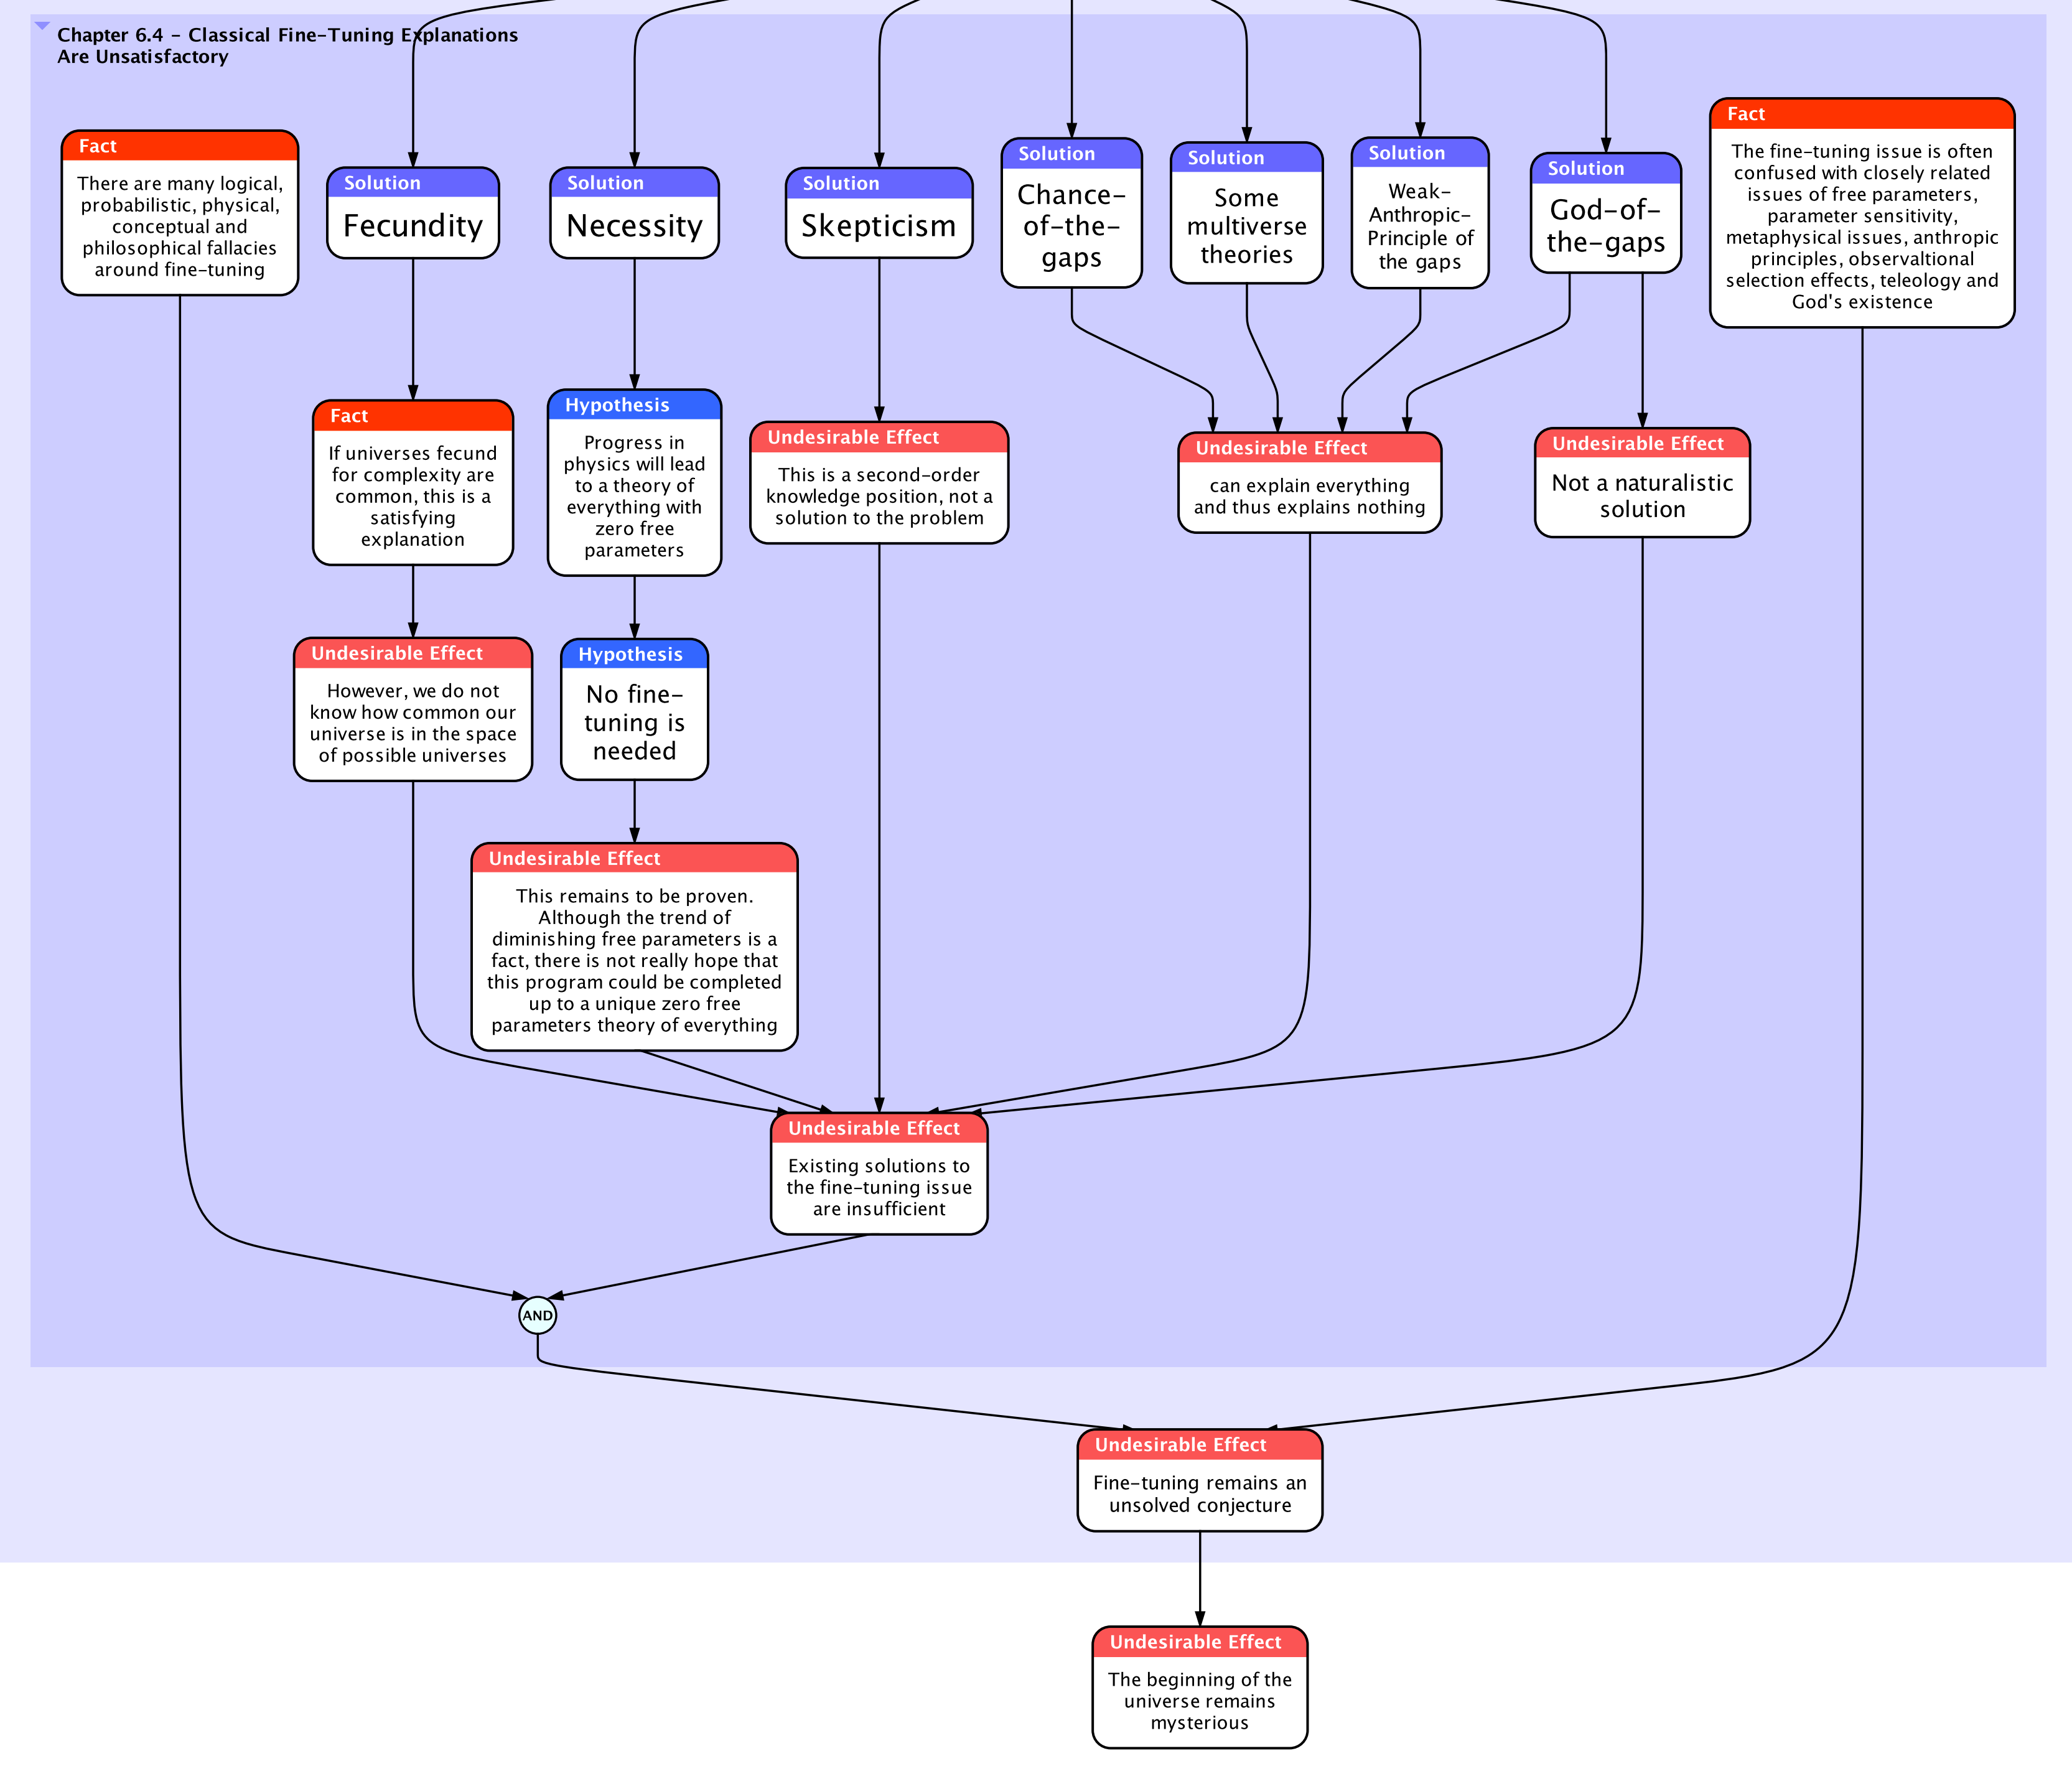 Chapter 6.4 – Classical Fine-Tuning Explanations
Are Unsatisfactory
Fact
There are many logical,
probabilistic, physical,
conceptual and
philosophical fallacies
around fine-tuning
Solution
Fecundity
Solution
Necessity
Solution
Skepticism
Solution
Chance-
of-the-
gaps
Solution
Some
multiverse
theories
Solution
Weak-
Anthropic-
Principle of
the gaps
Solution
God-of-
the-gaps
Fact
The fine-tuning issue is often
confused with closely related
issues of free parameters,
parameter sensitivity,
metaphysical issues, anthropic
principles, observaltional
selection effects, teleology and
God's existence
Fact
If universes fecund
for complexity are
common, this is a
satisfying
explanation
Hypothesis
Progress in
physics will lead
to a theory of
everything with
zero free
parameters
Undesirable Effect
This is a second-order
knowledge position, not a
solution to the problem
Undesirable Effect
can explain everything
and thus explains nothing
Undesirable Effect
Not a naturalistic
solution
Undesirable Effect
However, we do not
know how common our
universe is in the space
of possible universes
Hypothesis
No fine-
tuning is
needed
Undesirable Effect
This remains to be proven.
Although the trend of
diminishing free parameters is a
fact, there is not really hope that
this program could be completed
up to a unique zero free
parameters theory of everything
Undesirable Effect
Existing solutions to
the fine-tuning issue
are insufficient
AND
Undesirable Effect
Fine-tuning remains an
unsolved conjecture
Undesirable Effect
The beginning of the
universe remains
mysterious